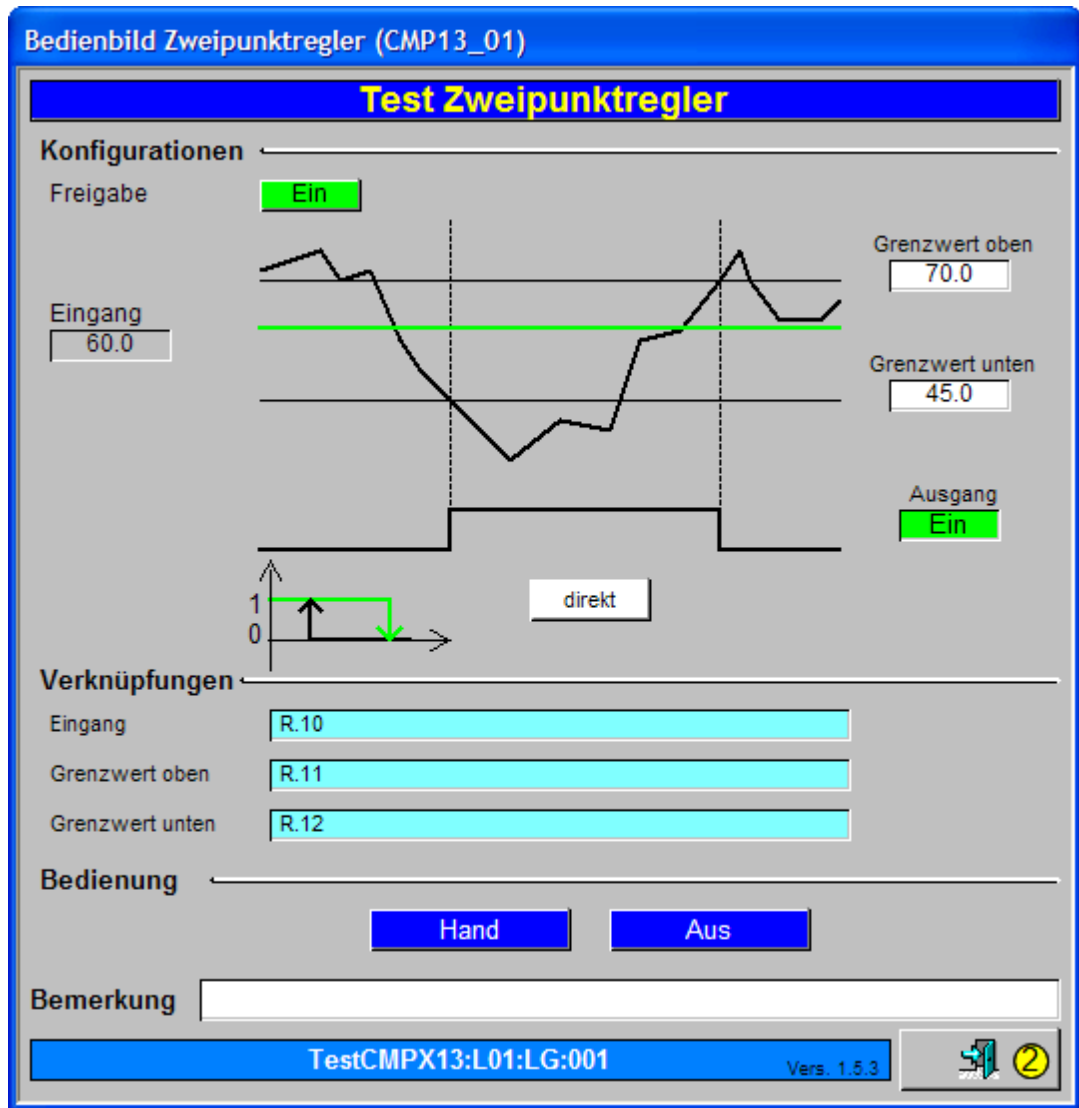 Bedienbild Zweipunktregler (CMP13_01)
Test Zweipunktregler
Konfigurationen
Freigabe Ein
Grenzwert oben
70.0
Eingang
60.0
Grenzwert unten
45.0
Ausgang
Ein
direkt
1
0
Verknüpfungen
Eingang R.10
Grenzwert oben R.11
Grenzwert unten R.12
Bedienung
Hand Aus
Bemerkung
TestCMPX13:L01:LG:001 Vers. 1.5.3 2